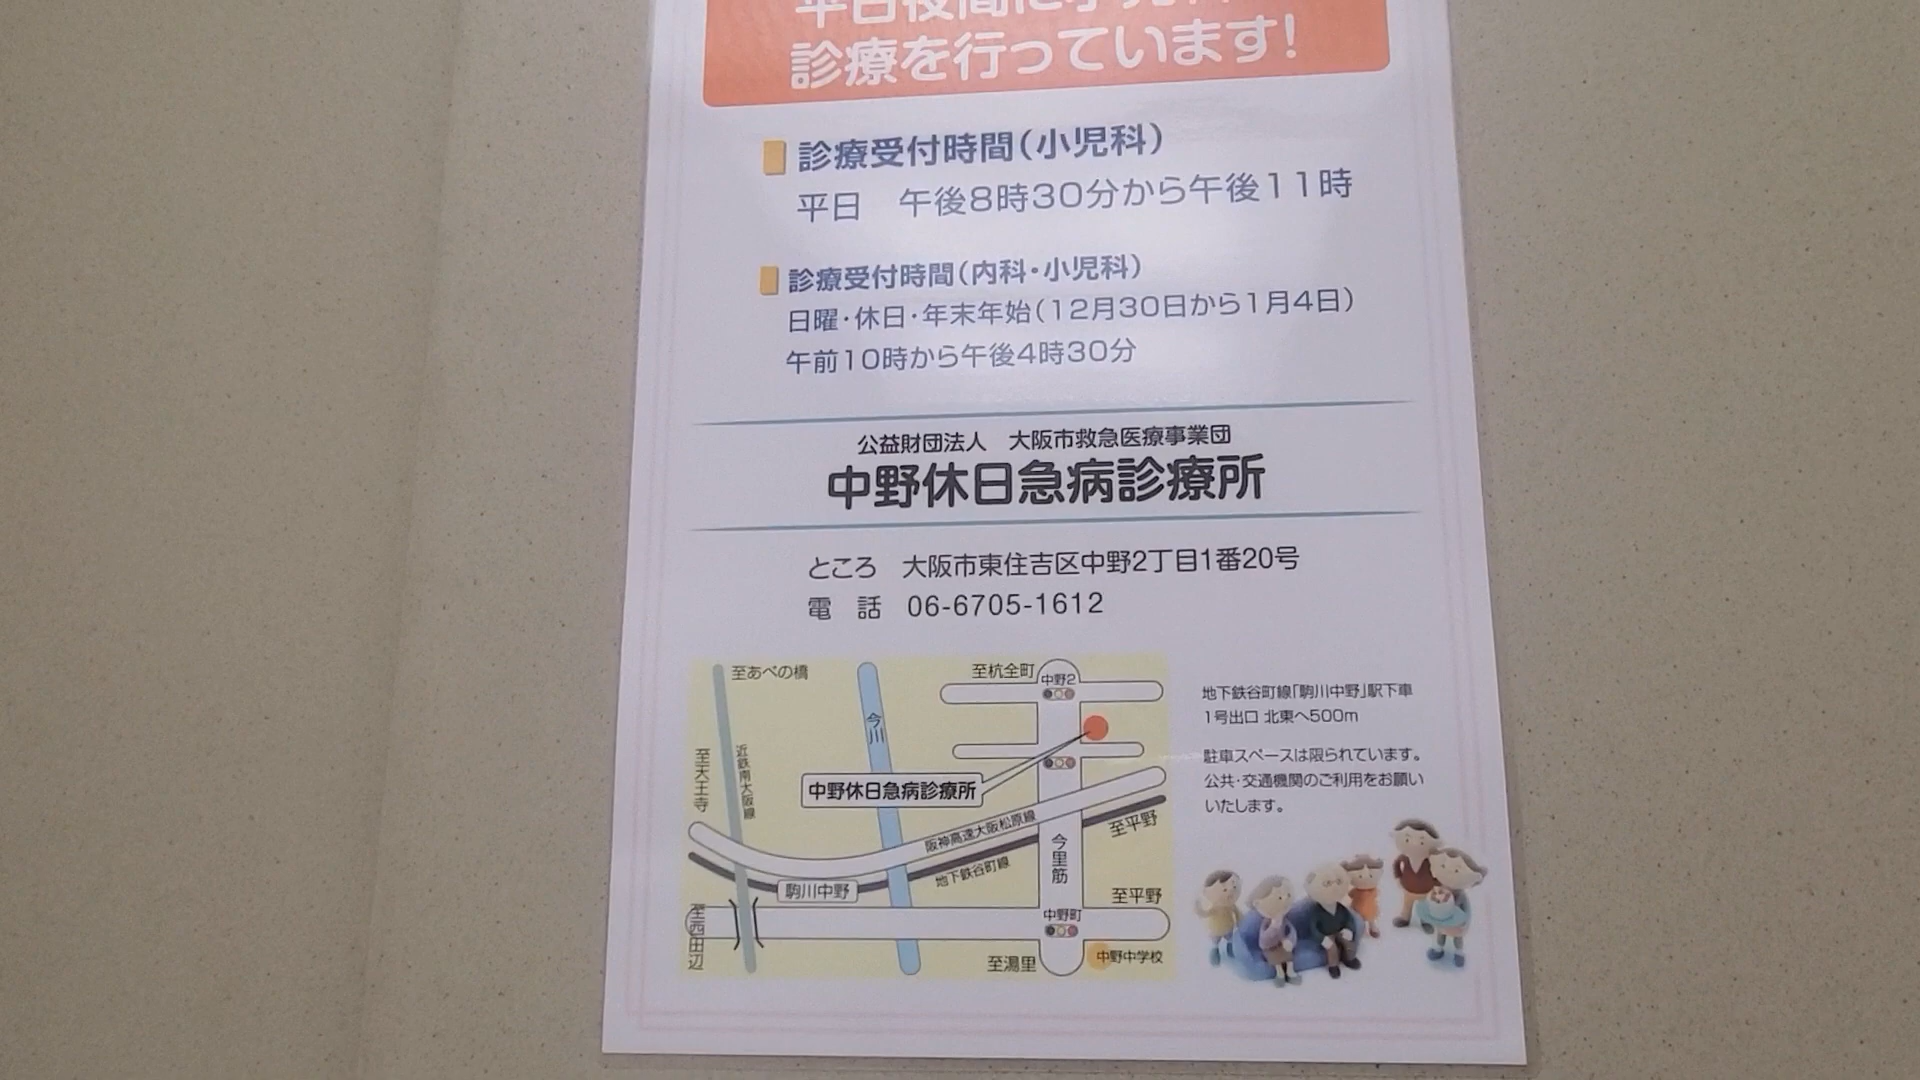 平日夜間に小児科
診療を行っています!
診療受付時間(小児科)
平日 午後8時30分から午後11時
診療受付時間(内科・小児科)
日曜・休日・年末年始(12月30日から1月4日)
午前10時から午後4時30分
公益財団法人 大阪市救急医療事業団
中野休日急病診療所
ところ 大阪市東住吉区中野2丁目1番20号
電 話 06-6705-1612
至あべの橋
至杭全町
中野2
今川
至天王寺
近鉄南大阪線
中野休日急病診療所
阪神高速大阪松原線
地下鉄谷町線
至平野
今里筋
駒川中野
至平野
至西田辺
中野町
至湯里
中野中学校
地下鉄谷町線「駒川中野」駅下車
1号出口 北東へ500m
駐車スペースは限られています。
公共・交通機関のご利用をお願い
いたします。